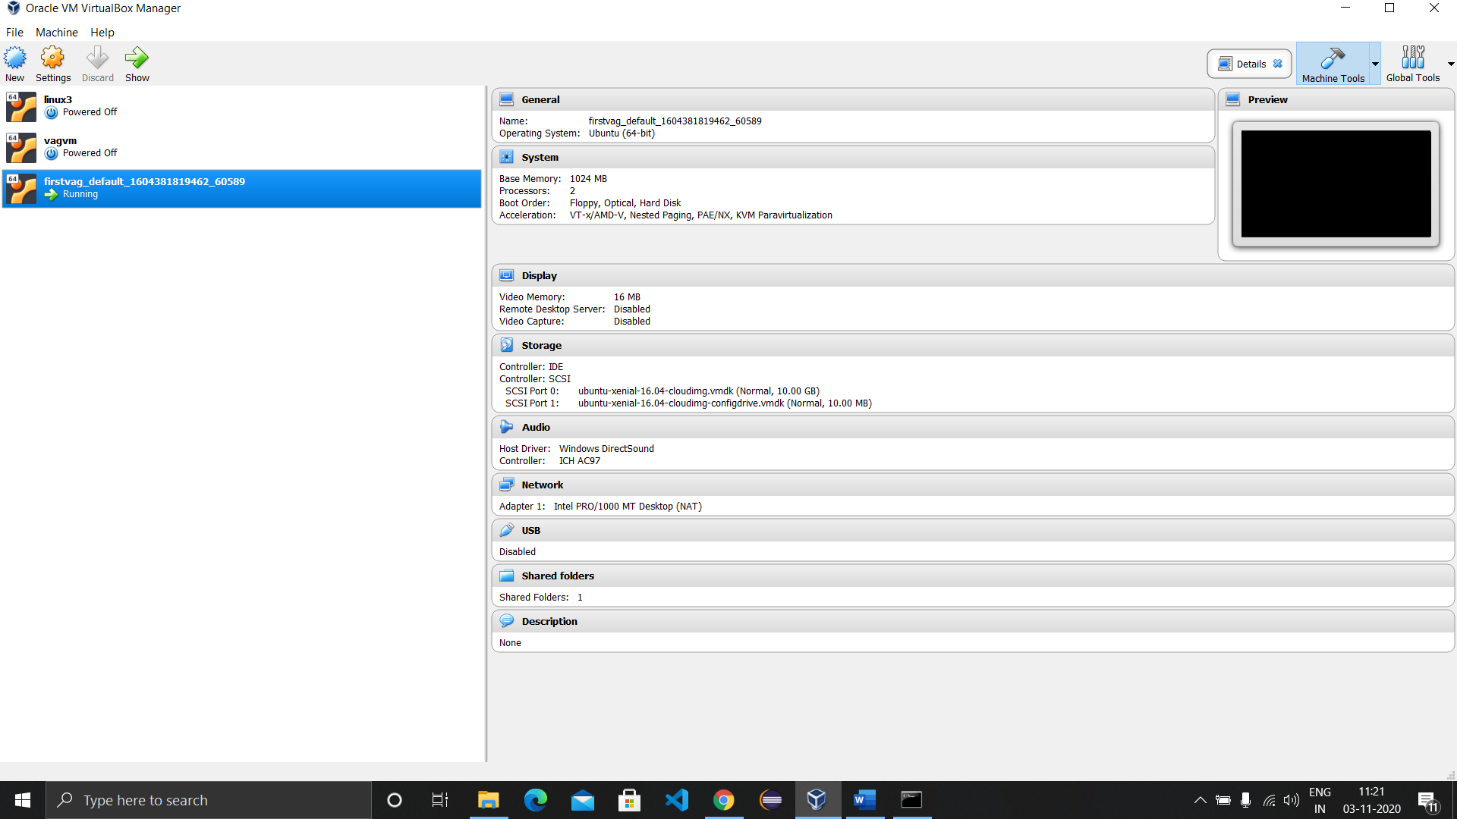 Oracle VM VirtualBox Manager
File Machine Help
New Settings Discard Show
Details
Machine Tools
Global Tools
64
linux3
Powered Off
64
vagvm
Powered Off
64
firstvag_default_1604381819462_60589
Running
General
Name: firstvag_default_1604381819462_60589
Operating System: Ubuntu (64-bit)
Preview
System
Base Memory: 1024 MB
Processors: 2
Boot Order: Floppy, Optical, Hard Disk
Acceleration: VT-x/AMD-V, Nested Paging, PAE/NX, KVM Paravirtualization
Display
Video Memory: 16 MB
Remote Desktop Server: Disabled
Video Capture: Disabled
Storage
Controller: IDE
Controller: SCSI
SCSI Port 0: ubuntu-xenial-16.04-cloudimg.vmdk (Normal, 10.00 GB)
SCSI Port 1: ubuntu-xenial-16.04-cloudimg-configdrive.vmdk (Normal, 10.00 MB)
Audio
Host Driver: Windows DirectSound
Controller: ICH AC97
Network
Adapter 1: Intel PRO/1000 MT Desktop (NAT)
USB
Disabled
Shared folders
Shared Folders: 1
Description
None
Type here to search
ENG
IN
11:21
03-11-2020
11